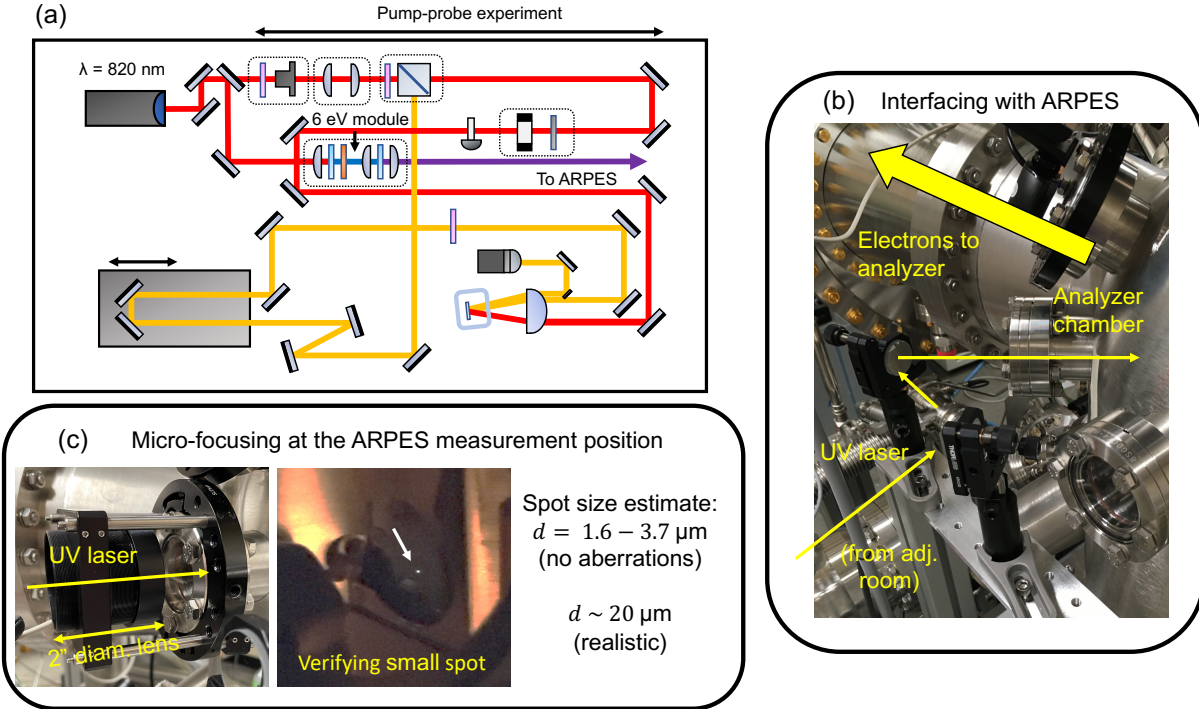 (a)
Pump-probe experiment
λ = 820 nm
6 eV module
To ARPES
(b) Interfacing with ARPES
Electrons to
analyzer
Analyzer
chamber
UV laser
(from adj.
room)
(c) Micro-focusing at the ARPES measurement position
UV laser
2” diam. lens
Verifying small spot
Spot size estimate:
d = 1.6 − 3.7 μm
(no aberrations)
d ~ 20 μm
(realistic)